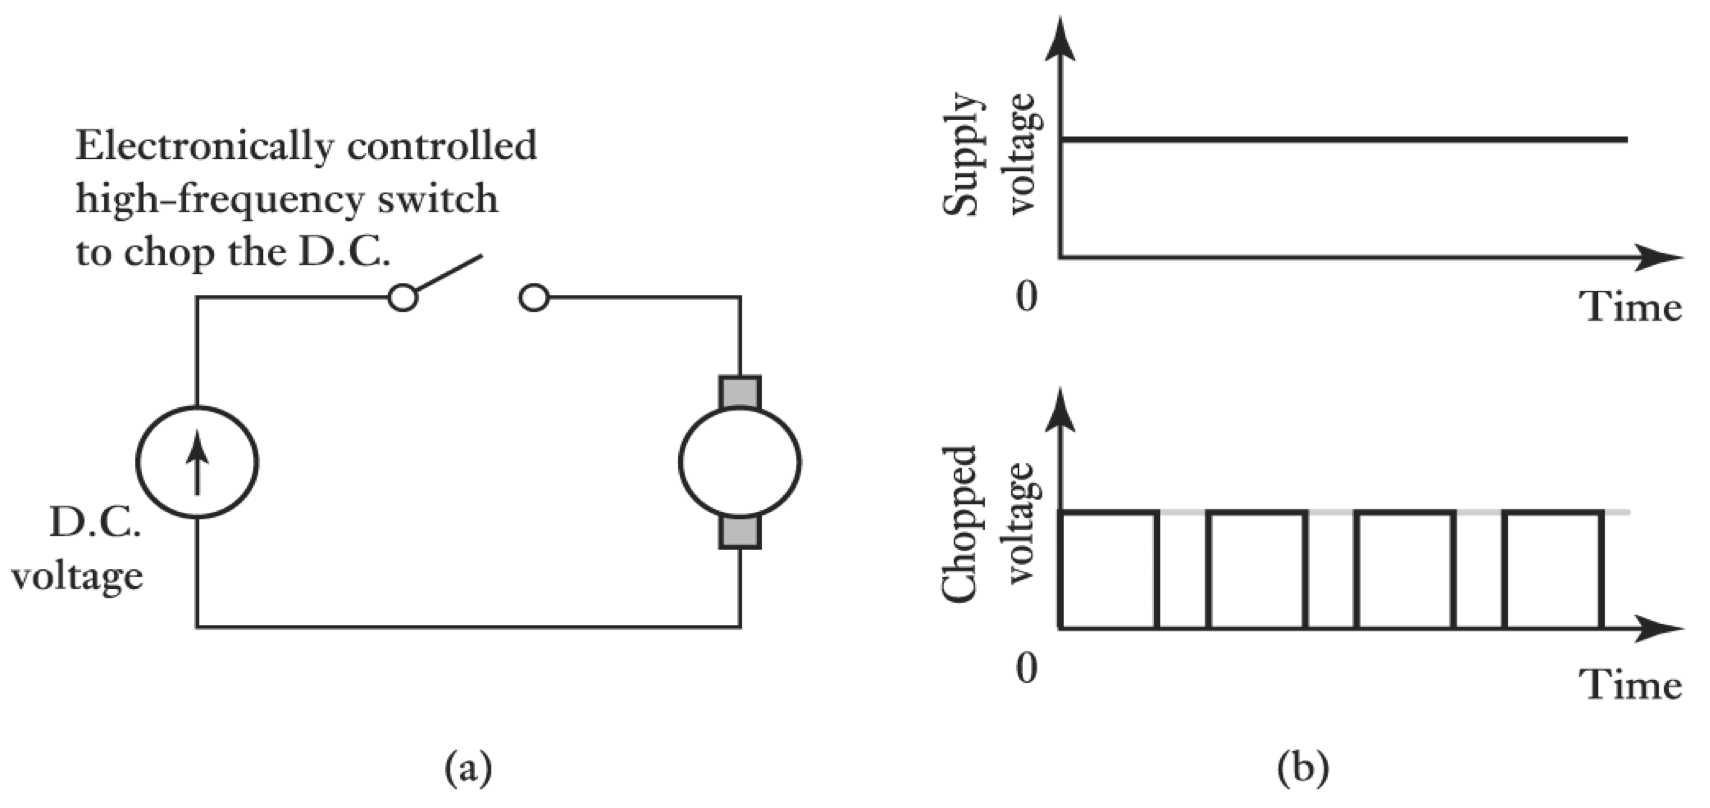 Electronically controlled
high-frequency switch
to chop the D.C.
D.C.
voltage
(a)
Supply
voltage
0
Time
Chopped
voltage
0
Time
(b)